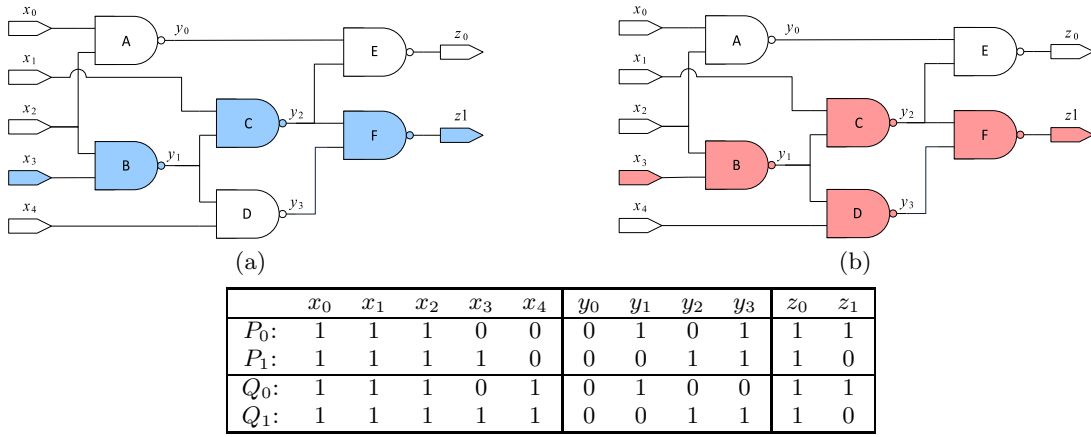 x0
A
y0
E
z0
x1
x2
C
y2
F
z1
B
y1
x3
D
y3
x4
(a)
x0
A
y0
E
z0
x1
x2
C
y2
F
z1
B
y1
x3
D
y3
x4
(b)
x0 x1 x2 x3 x4 y0 y1 y2 y3 z0 z1
P0: 1 1 1 0 0 0 1 0 1 1 1
P1: 1 1 1 1 0 0 0 1 1 1 0
Q0: 1 1 1 0 1 0 1 0 0 1 1
Q1: 1 1 1 1 1 0 0 1 1 1 0